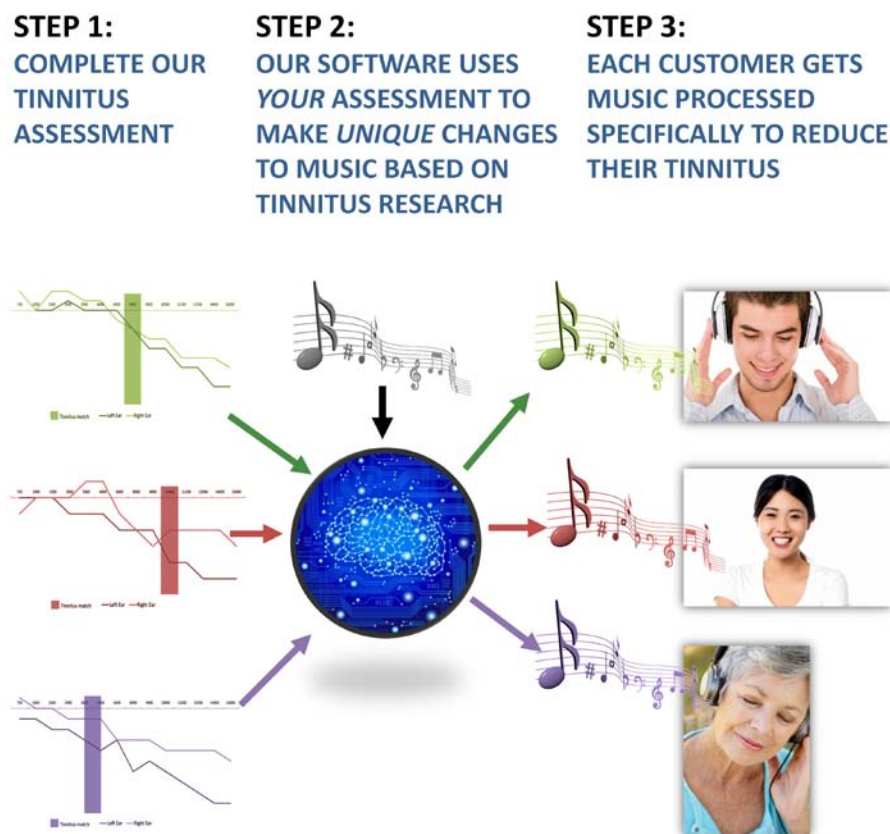 STEP 1:
COMPLETE OUR
TINNITUS
ASSESSMENT
STEP 2:
OUR SOFTWARE USES
YOUR ASSESSMENT TO
MAKE UNIQUE CHANGES
TO MUSIC BASED ON
TINNITUS RESEARCH
STEP 3:
EACH CUSTOMER GETS
MUSIC PROCESSED
SPECIFICALLY TO REDUCE
THEIR TINNITUS
Tinnitus match Left Ear Right Ear
Tinnitus match Left Ear Right Ear
Tinnitus match Left Ear Right Ear